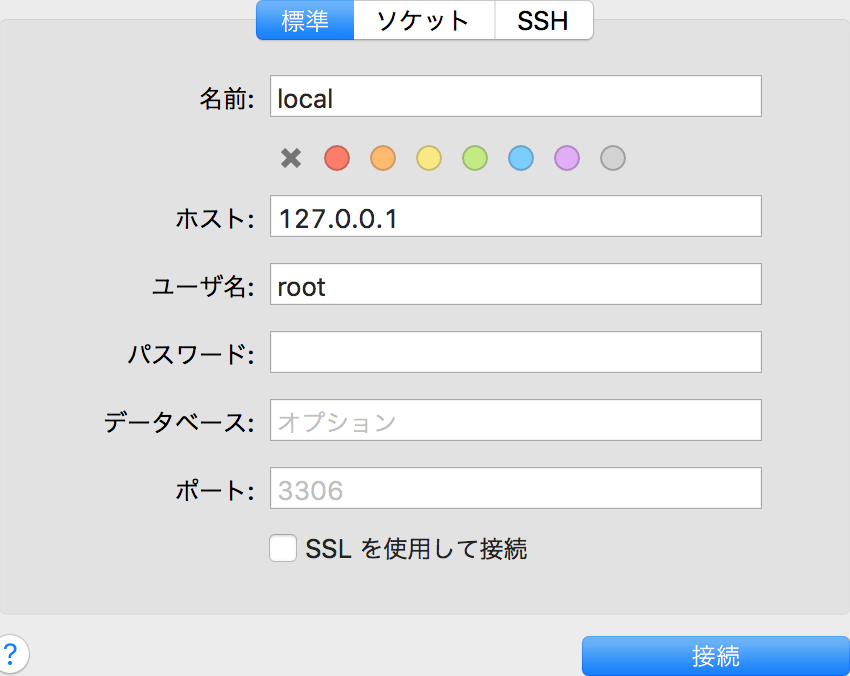 標準 ソケット SSH
名前: local
ホスト: 127.0.0.1
ユーザ名: root
パスワード:
データベース: オプション
ポート: 3306
SSL を使用して接続
? 接続